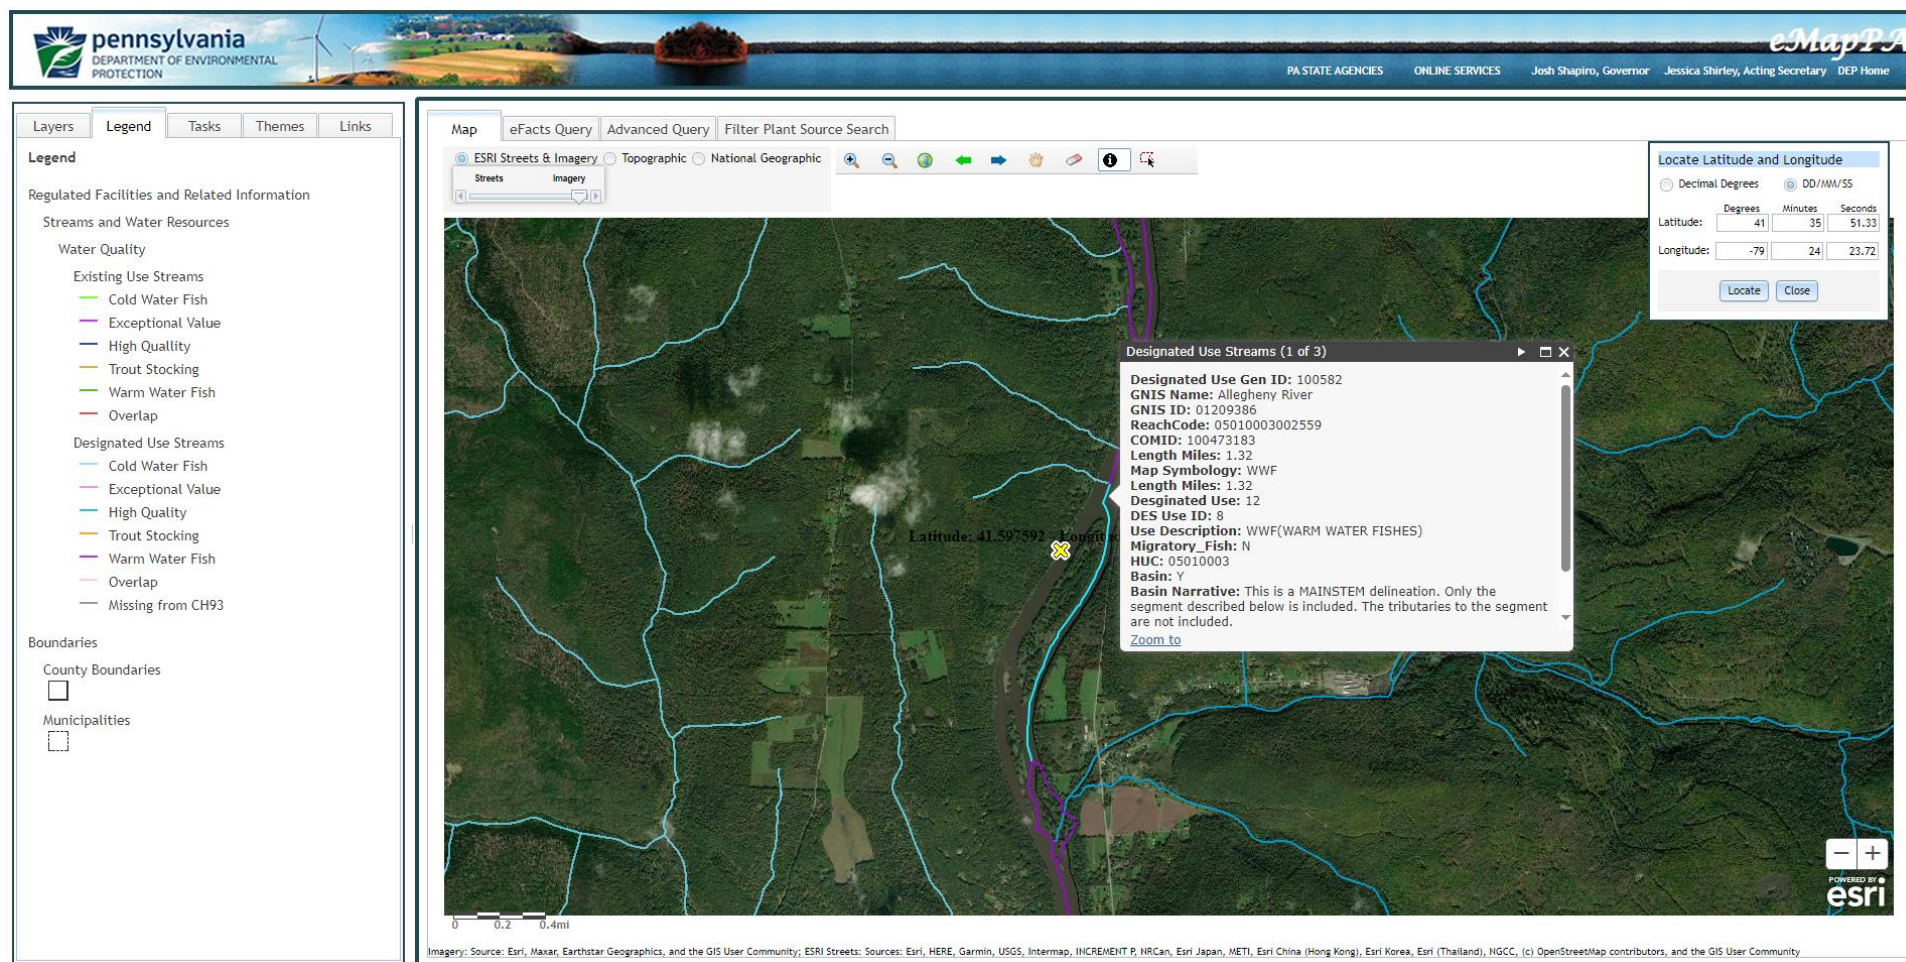 pennsylvania
DEPARTMENT OF ENVIRONMENTAL
PROTECTION
eMapPA
PA STATE AGENCIES ONLINE SERVICES Josh Shapiro, Governor Jessica Shirley, Acting Secretary DEP Home
Layers Legend Tasks Themes Links
Legend
Regulated Facilities and Related Information
Streams and Water Resources
Water Quality
Existing Use Streams
Cold Water Fish
Exceptional Value
High Quallity
Trout Stocking
Warm Water Fish
Overlap
Designated Use Streams
Cold Water Fish
Exceptional Value
High Quality
Trout Stocking
Warm Water Fish
Overlap
Missing from CH93
Boundaries
County Boundaries
Municipalities
Map eFacts Query Advanced Query Filter Plant Source Search
ESRI Streets & Imagery Topographic National Geographic
Streets Imagery
Locate Latitude and Longitude
Decimal Degrees DD/MM/SS
Degrees Minutes Seconds
Latitude: 41 35 51.33
Longitude: -79 24 23.72
Locate Close
Latitude: 41.597592
Designated Use Streams (1 of 3)
Designated Use Gen ID: 100582
GNIS Name: Allegheny River
GNIS ID: 01209386
ReachCode: 05010003002559
COMID: 100473183
Length Miles: 1.32
Map Symbology: WWF
Length Miles: 1.32
Desginated Use: 12
DES Use ID: 8
Use Description: WWF(WARM WATER FISHES)
Migratory_Fish: N
HUC: 05010003
Basin: Y
Basin Narrative: This is a MAINSTEM delineation. Only the
segment described below is included. The tributaries to the segment
are not included.
Zoom to
POWERED BY
esri
0 0.2 0.4mi
Imagery: Source: Esri, Maxar, Earthstar Geographics, and the GIS User Community; ESRI Streets: Sources: Esri, HERE, Garmin, USGS, Intermap, INCREMENT P, NRCan, Esri Japan, METI, Esri China (Hong Kong), Esri Korea, Esri (Thailand), NGCC, (c) OpenStreetMap contributors, and the GIS User Community